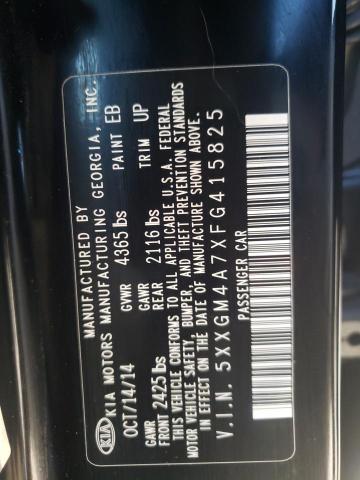 MANUFACTURED BY
KIA KIA MOTORS MANUFACTURING GEORGIA, INC.
OCT/14/14 GVWR 4365 lbs PAINT EB
GAWR FRONT 2425 lbs GAWR REAR 2116 lbs TRIM UP
THIS VEHICLE CONFORMS TO ALL APPLICABLE U.S.A. FEDERAL
MOTOR VEHICLE SAFETY, BUMPER, AND THEFT PREVENTION STANDARDS
IN EFFECT ON THE DATE OF MANUFACTURE SHOWN ABOVE.
V.I.N. 5XXGM4A7XFG415825
PASSENGER CAR